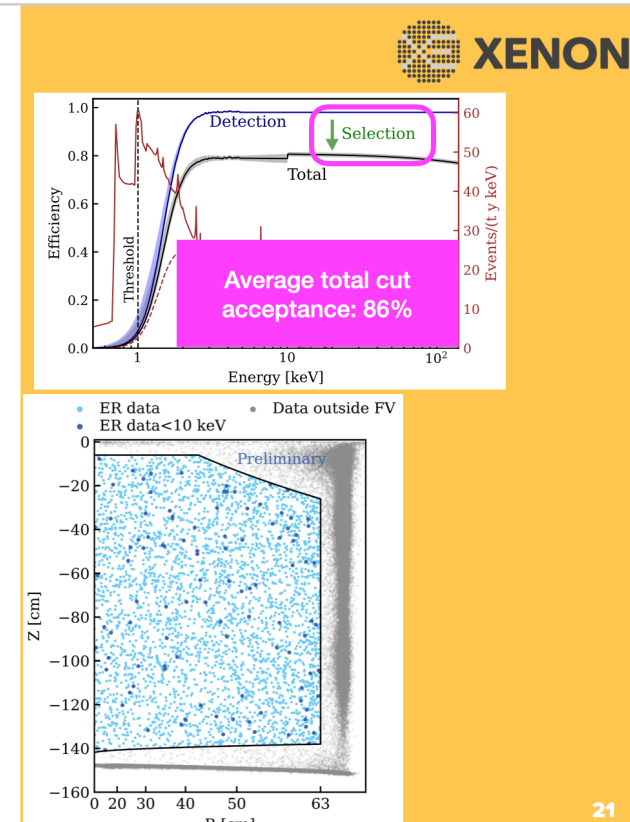 XENON
1.0
0.8
0.6
0.4
0.2
0.0
Efficiency
Detection
Selection
Total
Threshold
60
50
40
30
20
10
0
Events/(t y keV)
Average total cut
acceptance: 86%
1
10
10²
Energy [keV]
ER data
Data outside FV
ER data<10 keV
Preliminary
0
−20
−40
−60
−80
−100
−120
−140
−160
Z [cm]
0 20 30 40 50 63
R [cm]
21